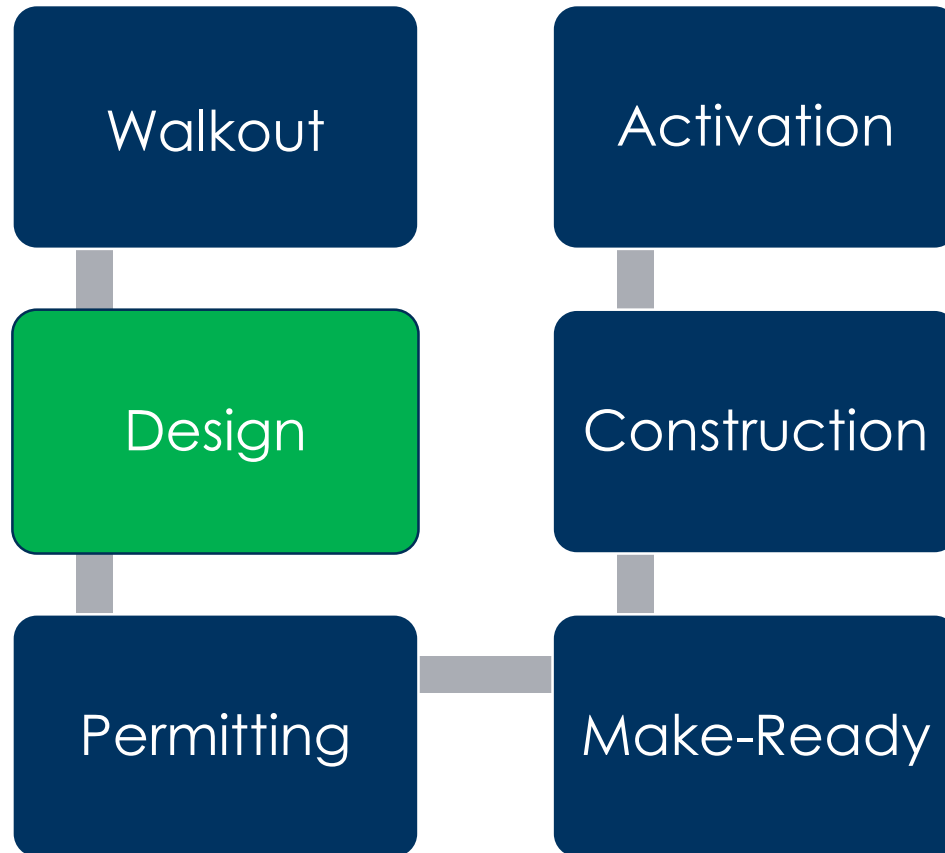 Walkout
Design
Permitting
Make-Ready
Construction
Activation